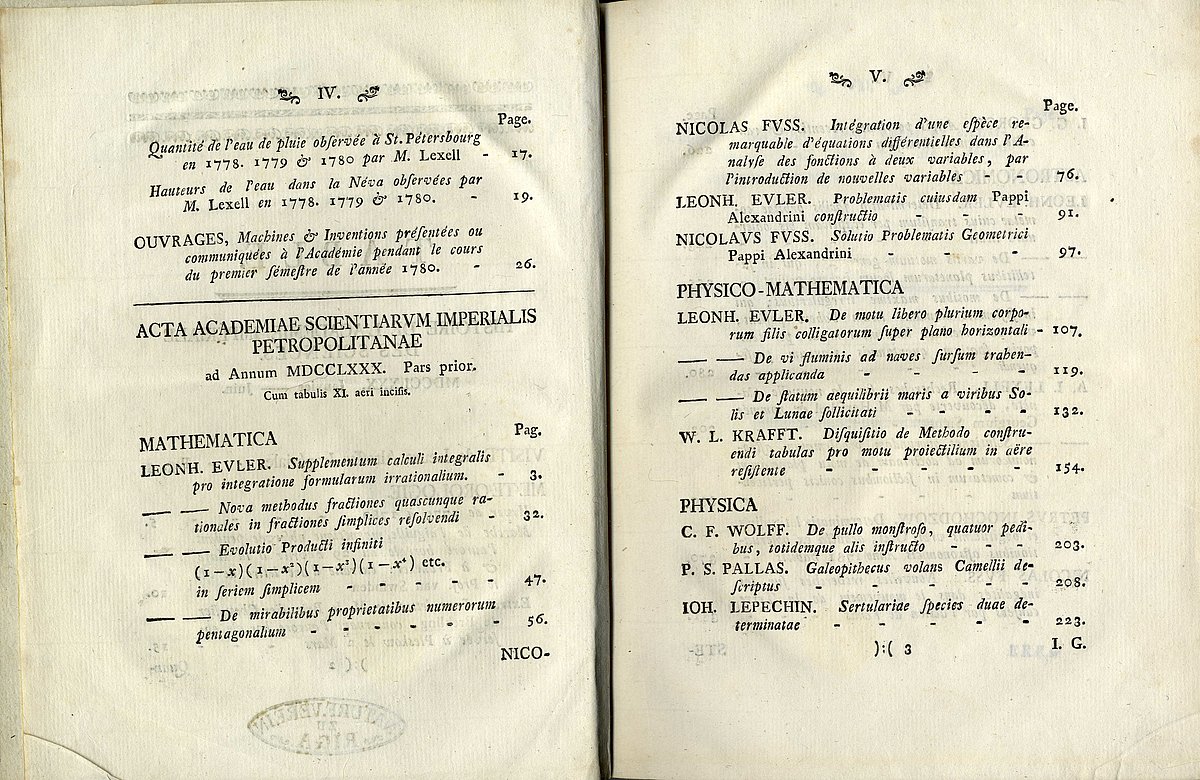 IV.
Page.
Quantité de l'eau de pluie obſervée à St. Pétersbourg
en 1778. 1779 & 1780 par M. Lexell - 17.
Hauteurs de l'eau dans la Néva obſervées par
M. Lexell en 1778. 1779 & 1780. - 19.
OUVRAGES, Machines & Inventions préſentées ou
communiquées à l'Académie pendant le cours
du premier ſémeſtre de l'année 1780. - 26.
ACTA ACADEMIAE SCIENTIARVM IMPERIALIS
PETROPOLITANAE
ad Annum MDCCLXXX. Pars prior.
Cum tabulis XI. aeri inciſis.
Pag.
MATHEMATICA
LEONH. EVLER. Supplementum calculi integralis
pro integratione formularum irrationalium. - 3.
— — Nova methodus fractiones quascunque ra-
tionales in fractiones ſimplices reſolvendi - 32.
— — Evolutio Producti infiniti
(1-x)(1-x²)(1-x³)(1-x⁴) etc.
in ſeriem ſimplicem - - - - - 47.
— — De mirabilibus proprietatibus numerorum
pentagonalium - - - - - - 56.
NICO-
NATURF. VEREIN
ZU
RIGA
V.
Page.
NICOLAS FVSS. Intégration d'une eſpèce re-
marquable d'équations différentielles dans l'A-
nalyſe des fonctions à deux variables, par
l'introduction de nouvelles variables - - 76.
LEONH. EVLER. Problematis cuiusdam Pappi
Alexandrini conſtructio - - - - 91.
NICOLAVS FVSS. Solutio Problematis Geometrici
Pappi Alexandrini - - - - 97.
PHYSICO-MATHEMATICA
LEONH. EVLER. De motu libero plurium corpo-
rum filis colligatorum ſuper plano horizontali - 107.
— — De vi fluminis ad naves ſurſum trahen-
das applicanda - - - - - 119.
— — De ſtatum aequilibrii maris a viribus So-
lis et Lunae ſollicitati - - - - 132.
W. L. KRAFFT. Diſquiſitio de Methodo conſtru-
endi tabulas pro motu proiectilium in aëre
reſiſtente - - - - - - 154.
PHYSICA
C. F. WOLFF. De pullo monſtroſo, quatuor pedi-
bus, totidemque alis inſtructo - - - 203.
P. S. PALLAS. Galeopithecus volans Camellii de-
ſcriptus - - - - - - 208.
IOH. LEPECHIN. Sertulariae ſpecies duae de-
terminatae - - - - - 223.
):( 3 I. G.